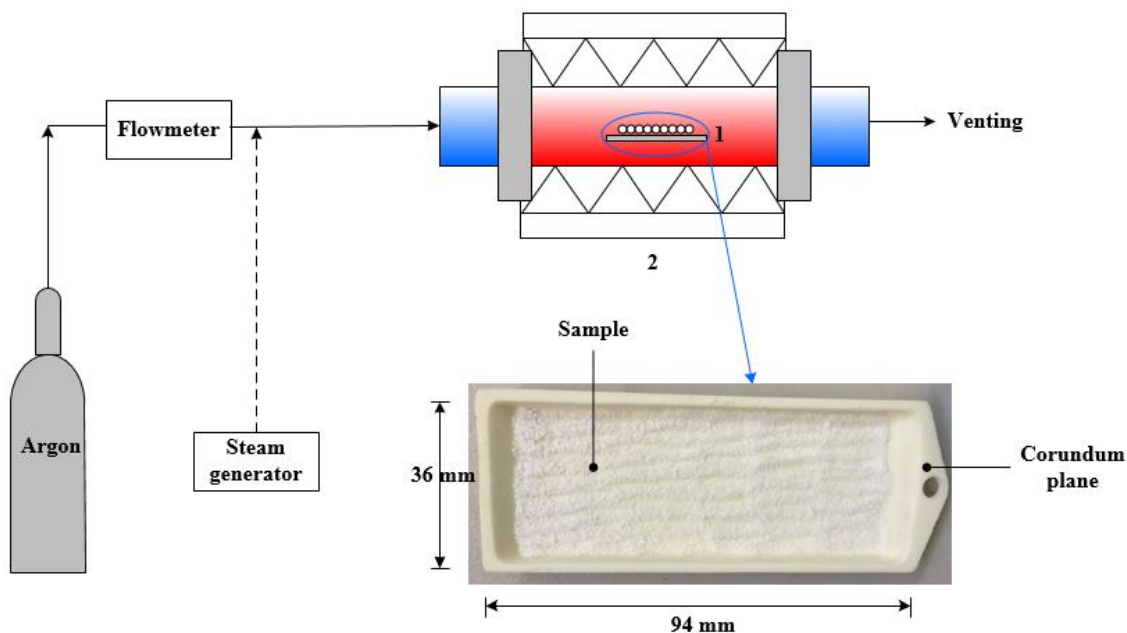 Flowmeter
Venting
1
2
Argon
Steam
generator
Sample
36 mm
Corundum
plane
94 mm